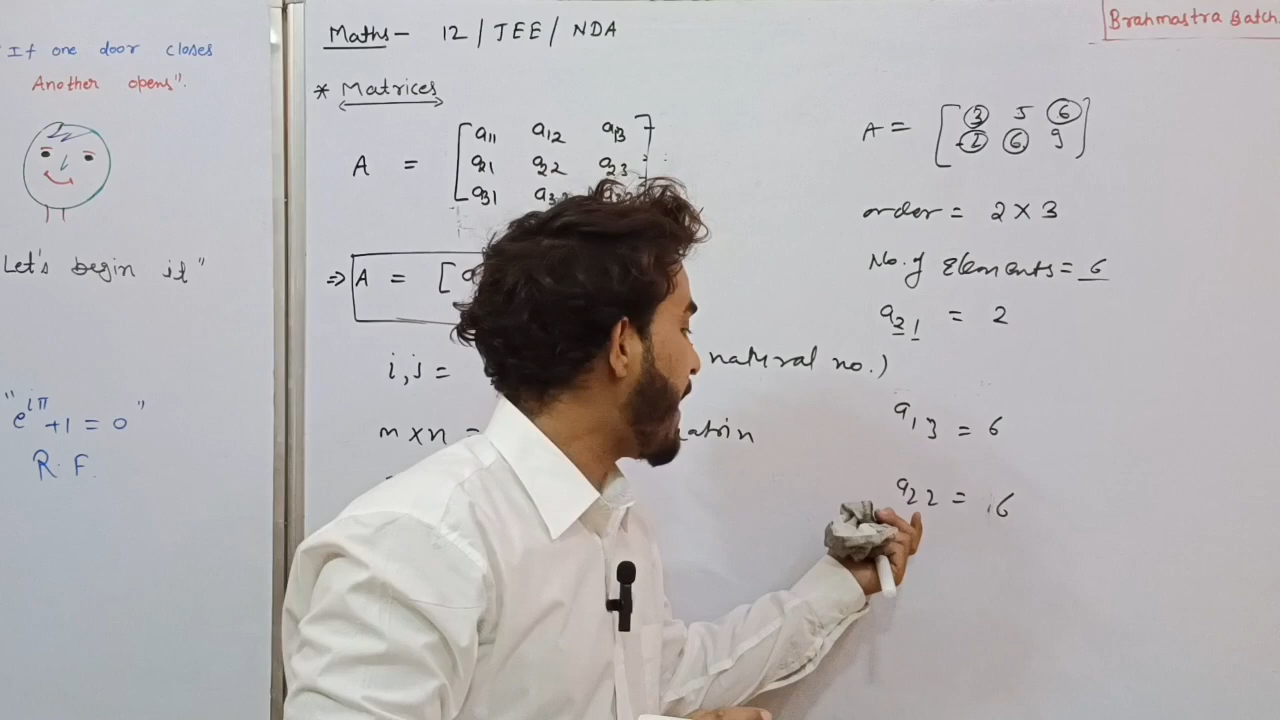 "If one door closes
Another opens".
Let's begin it"
"e^{iπ}+1=0"
R.F.
Maths- 12/JEE/NDA
* Matrices
A = [a11 a12 a13
a21 a22 a23
a31
⇒ A = [a
i,j = natural no.)
m×n =
Brahmastra Batch
A = [3 5 6
2 6 9]
order = 2×3
No. of Elements = 6
a21 = 2
a13 = 6
a22 = 6